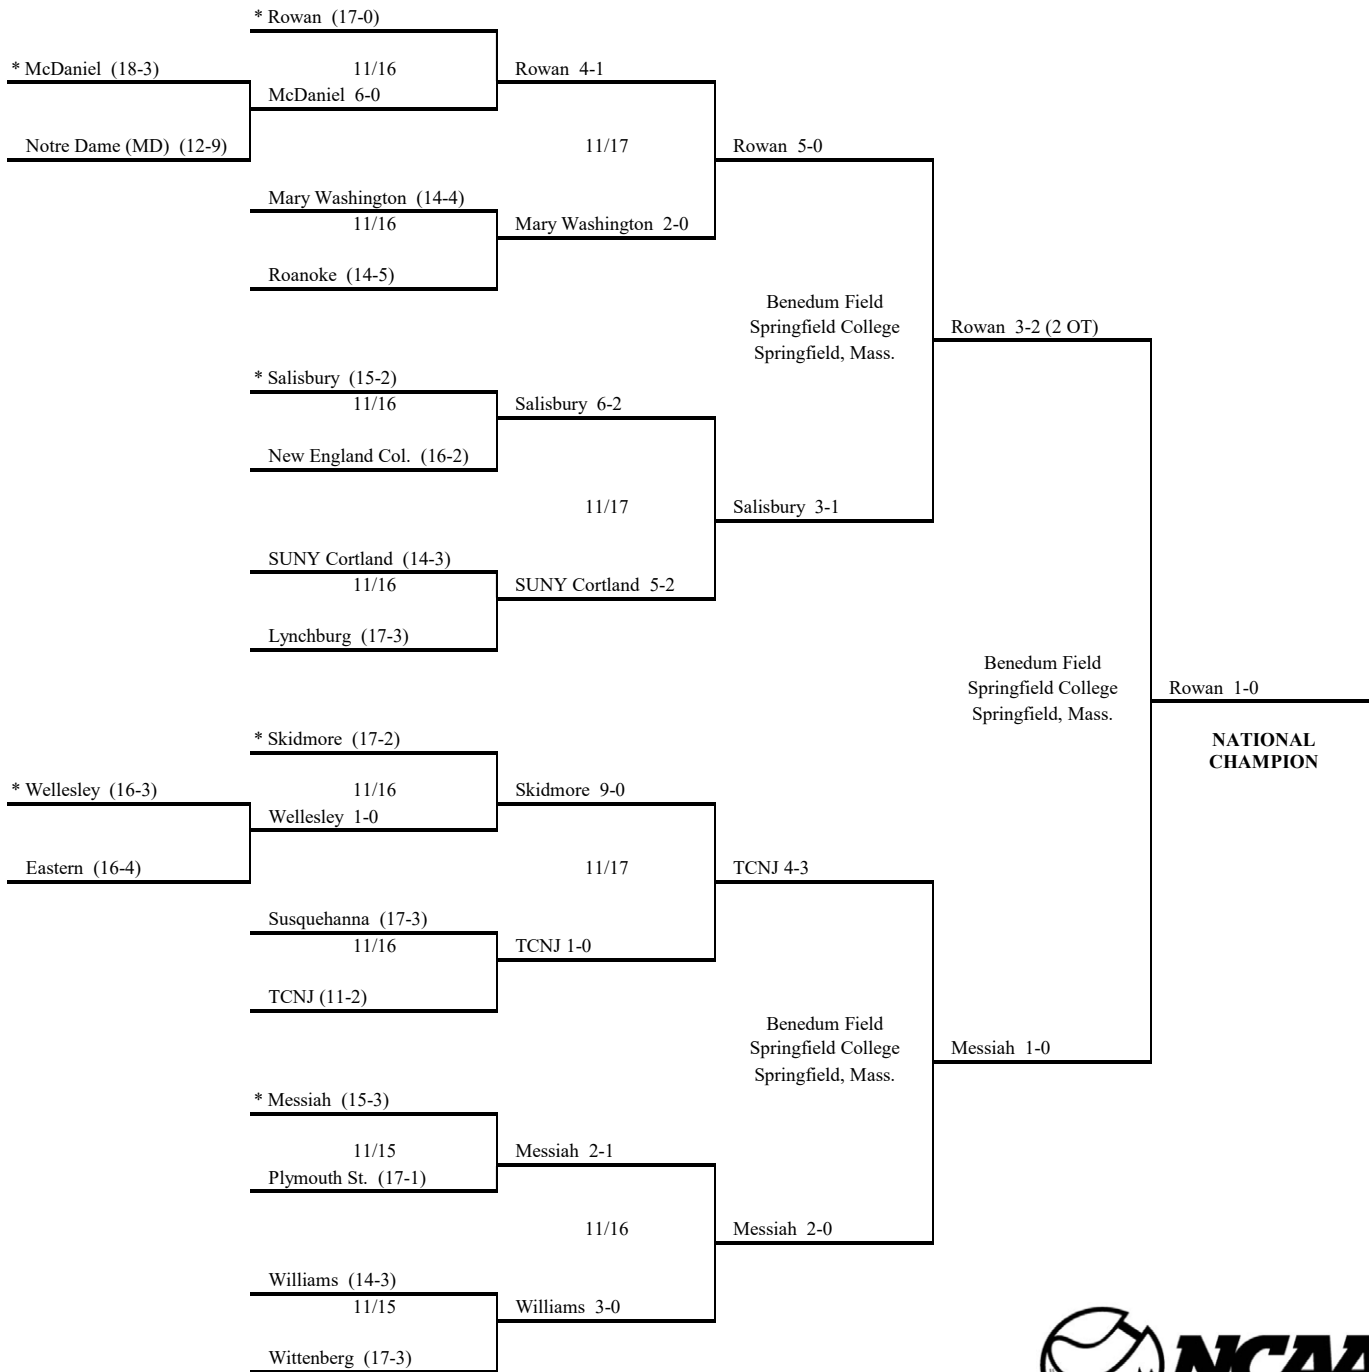 * Rowan (17-0)
* McDaniel (18-3)
11/16
Rowan 4-1
McDaniel 6-0
Notre Dame (MD) (12-9)
11/17
Rowan 5-0
Mary Washington (14-4)
11/16
Mary Washington 2-0
Roanoke (14-5)
Benedum Field
Springfield College
Springfield, Mass.
Rowan 3-2 (2 OT)
* Salisbury (15-2)
11/16
Salisbury 6-2
New England Col. (16-2)
11/17
Salisbury 3-1
SUNY Cortland (14-3)
11/16
SUNY Cortland 5-2
Lynchburg (17-3)
Benedum Field
Springfield College
Springfield, Mass.
Rowan 1-0
NATIONAL
CHAMPION
* Skidmore (17-2)
* Wellesley (16-3)
11/16
Skidmore 9-0
Wellesley 1-0
Eastern (16-4)
11/17
TCNJ 4-3
Susquehanna (17-3)
11/16
TCNJ 1-0
TCNJ (11-2)
Benedum Field
Springfield College
Springfield, Mass.
Messiah 1-0
* Messiah (15-3)
11/15
Messiah 2-1
Plymouth St. (17-1)
11/16
Messiah 2-0
Williams (14-3)
11/15
Williams 3-0
Wittenberg (17-3)
NCAA